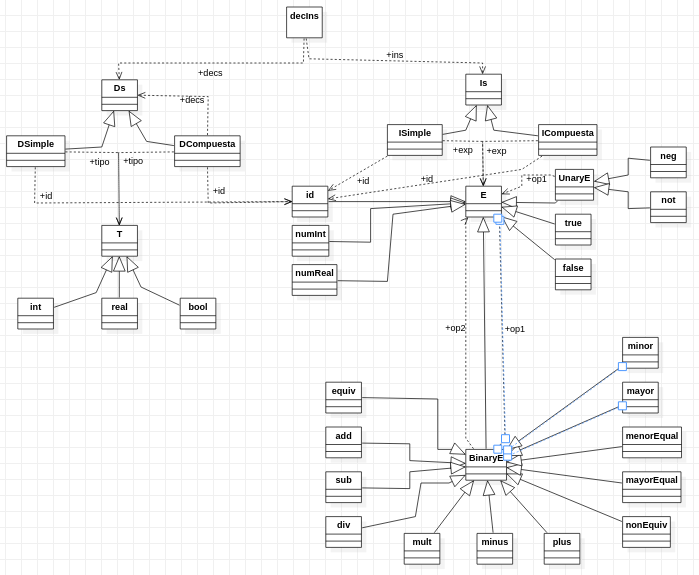 decIns
+ins
+decs
Ds
Is
+decs
DSimple
DCompuesta
ISimple
ICompuesta
+tipo
+tipo
+exp
+exp
neg
+id
+id
+id
+id
+op1
UnaryE
id
E
not
numInt
T
true
numReal
false
int
real
bool
+op2
+op1
minor
equiv
mayor
add
menorEqual
BinaryE
sub
mayorEqual
div
nonEquiv
mult
minus
plus